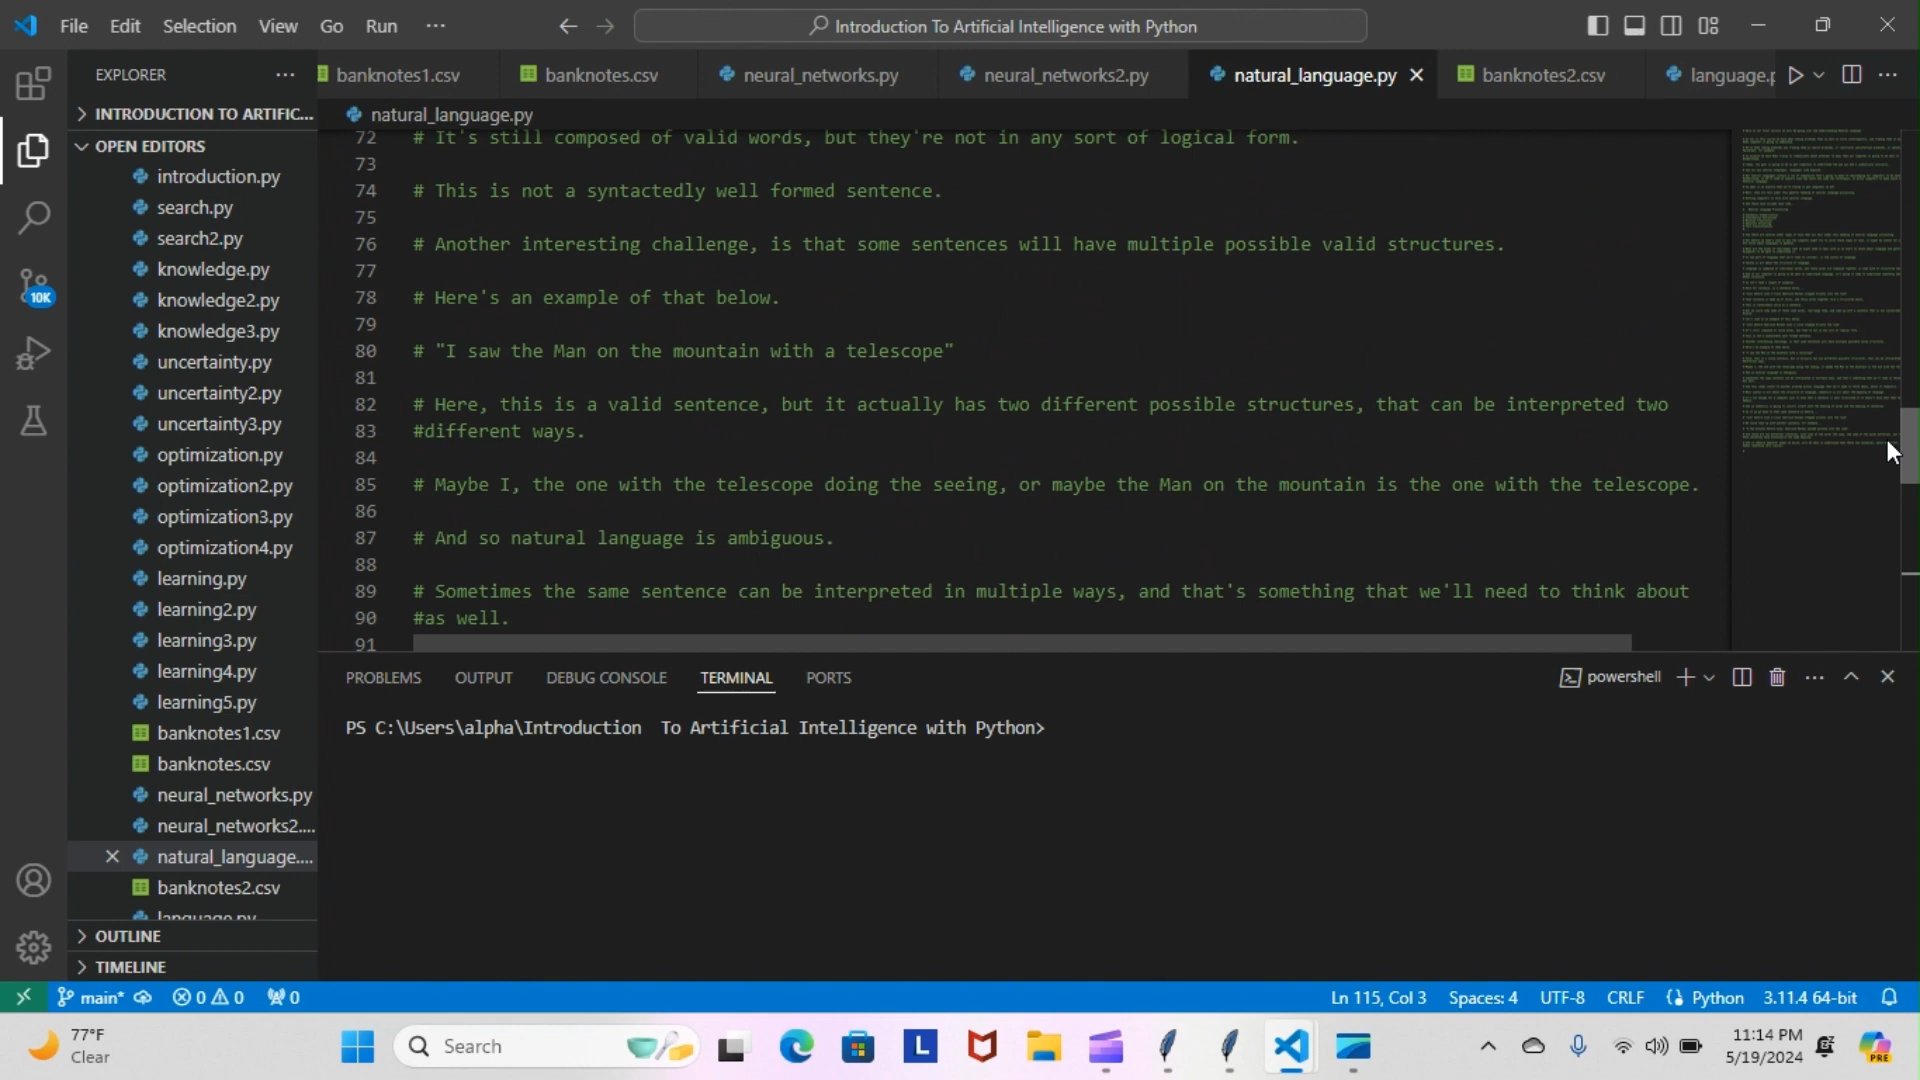 File Edit Selection View Go Run ···
Introduction To Artificial Intelligence with Python
EXPLORER ···
banknotes1.csv banknotes.csv neural_networks.py neural_networks2.py natural_language.py banknotes2.csv language.p
INTRODUCTION TO ARTIFIC...
OPEN EDITORS
introduction.py
search.py
search2.py
knowledge.py
knowledge2.py
knowledge3.py
uncertainty.py
uncertainty2.py
uncertainty3.py
optimization.py
optimization2.py
optimization3.py
optimization4.py
learning.py
learning2.py
learning3.py
learning4.py
learning5.py
banknotes1.csv
banknotes.csv
neural_networks.py
neural_networks2....
natural_language....
banknotes2.csv
language.py
OUTLINE
TIMELINE
10K
natural_language.py
72 # It's still composed of valid words, but they're not in any sort of logical form.
73
74 # This is not a syntactedly well formed sentence.
75
76 # Another interesting challenge, is that some sentences will have multiple possible valid structures.
77
78 # Here's an example of that below.
79
80 # "I saw the Man on the mountain with a telescope"
81
82 # Here, this is a valid sentence, but it actually has two different possible structures, that can be interpreted two
83 #different ways.
84
85 # Maybe I, the one with the telescope doing the seeing, or maybe the Man on the mountain is the one with the telescope.
86
87 # And so natural language is ambiguous.
88
89 # Sometimes the same sentence can be interpreted in multiple ways, and that's something that we'll need to think about
90 #as well.
91
PROBLEMS OUTPUT DEBUG CONSOLE TERMINAL PORTS
powershell
PS C:\Users\alpha\Introduction  To Artificial Intelligence with Python>
main* 0 0 0
Ln 115, Col 3 Spaces: 4 UTF-8 CRLF Python 3.11.4 64-bit
77°F
Clear
Search
L
11:14 PM
5/19/2024
PRE